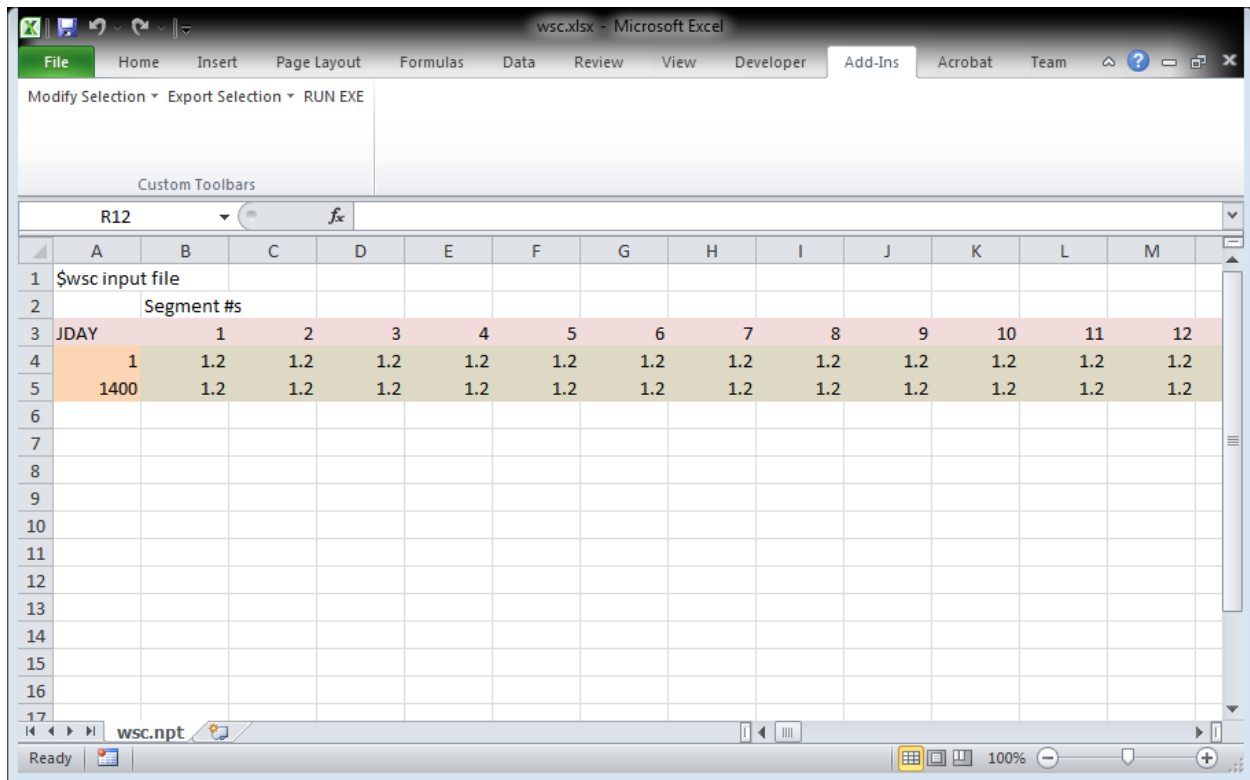 wsc.xlsx - Microsoft Excel
File Home Insert Page Layout Formulas Data Review View Developer Add-Ins Acrobat Team
Modify Selection Export Selection RUN EXE
Custom Toolbars
R12 fx
A B C D E F G H I J K L M
1 $wsc input file
2 Segment #s
3 JDAY 1 2 3 4 5 6 7 8 9 10 11 12
4 1 1.2 1.2 1.2 1.2 1.2 1.2 1.2 1.2 1.2 1.2 1.2 1.2
5 1400 1.2 1.2 1.2 1.2 1.2 1.2 1.2 1.2 1.2 1.2 1.2 1.2
6
7
8
9
10
11
12
13
14
15
16
17
wsc.npt
Ready 100%